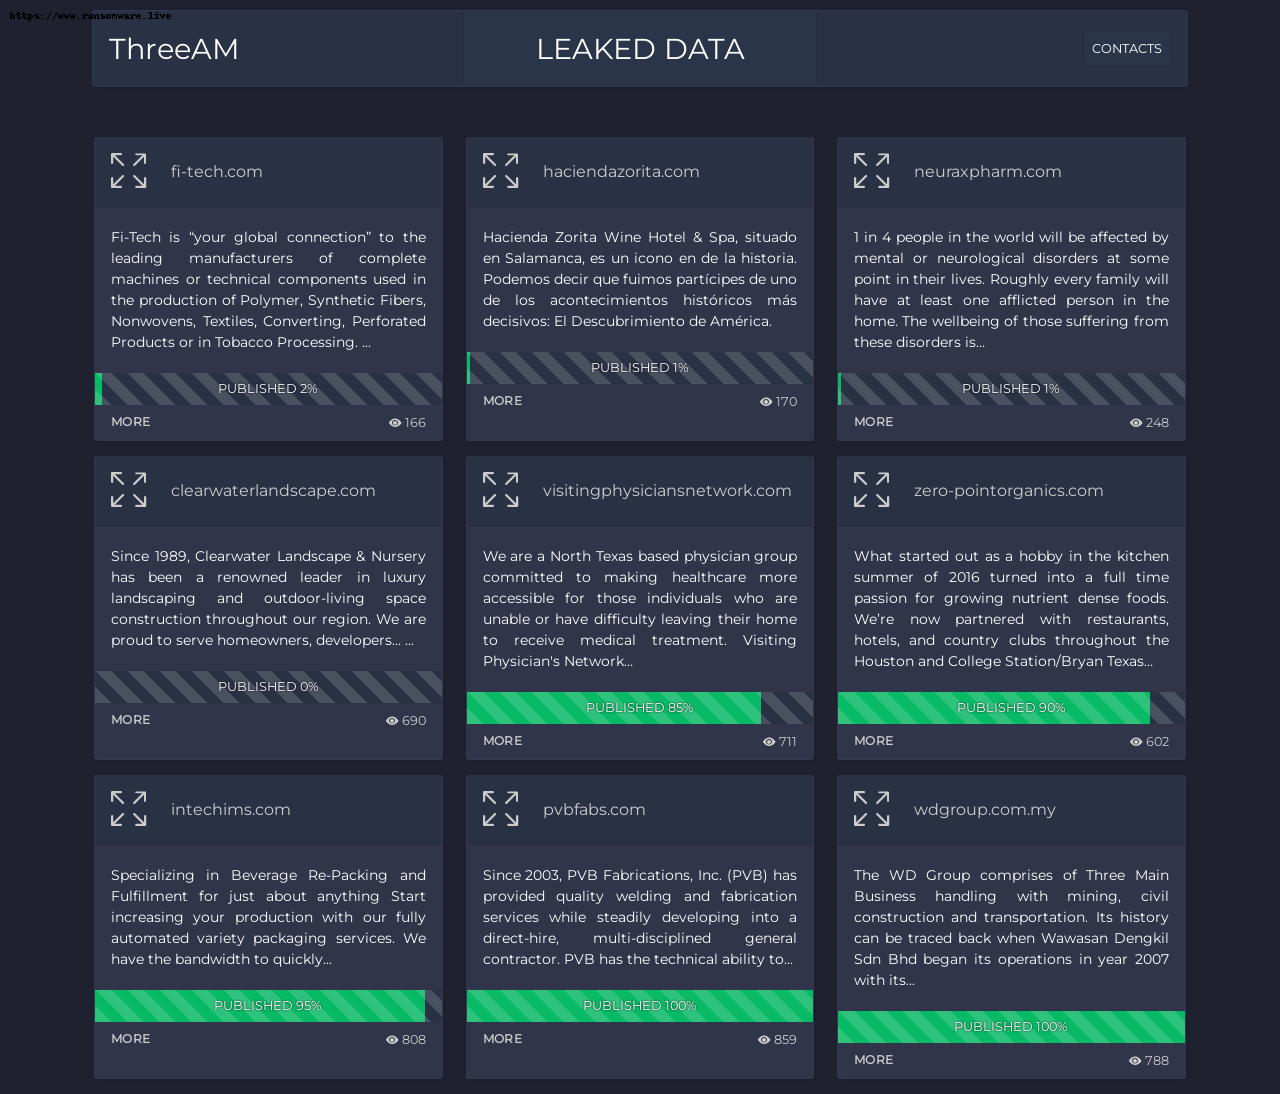 https://www.ransomware.live
ThreeAM
LEAKED DATA
CONTACTS
fi-tech.com
Fi-Tech is “your global connection” to the
leading manufacturers of complete
machines or technical components used in
the production of Polymer, Synthetic Fibers,
Nonwovens, Textiles, Converting, Perforated
Products or in Tobacco Processing. ...
PUBLISHED 2%
MORE
166
haciendazorita.com
Hacienda Zorita Wine Hotel & Spa, situado
en Salamanca, es un icono en de la historia.
Podemos decir que fuimos partícipes de uno
de los acontecimientos históricos más
decisivos: El Descubrimiento de América.
PUBLISHED 1%
MORE
170
neuraxpharm.com
1 in 4 people in the world will be affected by
mental or neurological disorders at some
point in their lives. Roughly every family will
have at least one afflicted person in the
home. The wellbeing of those suffering from
these disorders is...
PUBLISHED 1%
MORE
248
clearwaterlandscape.com
Since 1989, Clearwater Landscape & Nursery
has been a renowned leader in luxury
landscaping and outdoor-living space
construction throughout our region. We are
proud to serve homeowners, developers... ...
PUBLISHED 0%
MORE
690
visitingphysiciansnetwork.com
We are a North Texas based physician group
committed to making healthcare more
accessible for those individuals who are
unable or have difficulty leaving their home
to receive medical treatment. Visiting
Physician's Network...
PUBLISHED 85%
MORE
711
zero-pointorganics.com
What started out as a hobby in the kitchen
summer of 2016 turned into a full time
passion for growing nutrient dense foods.
We’re now partnered with restaurants,
hotels, and country clubs throughout the
Houston and College Station/Bryan Texas...
PUBLISHED 90%
MORE
602
intechims.com
Specializing in Beverage Re-Packing and
Fulfillment for just about anything Start
increasing your production with our fully
automated variety packaging services. We
have the bandwidth to quickly...
PUBLISHED 95%
MORE
808
pvbfabs.com
Since 2003, PVB Fabrications, Inc. (PVB) has
provided quality welding and fabrication
services while steadily developing into a
direct-hire, multi-disciplined general
contractor. PVB has the technical ability to...
PUBLISHED 100%
MORE
859
wdgroup.com.my
The WD Group comprises of Three Main
Business handling with mining, civil
construction and transportation. Its history
can be traced back when Wawasan Dengkil
Sdn Bhd began its operations in year 2007
with its...
PUBLISHED 100%
MORE
788